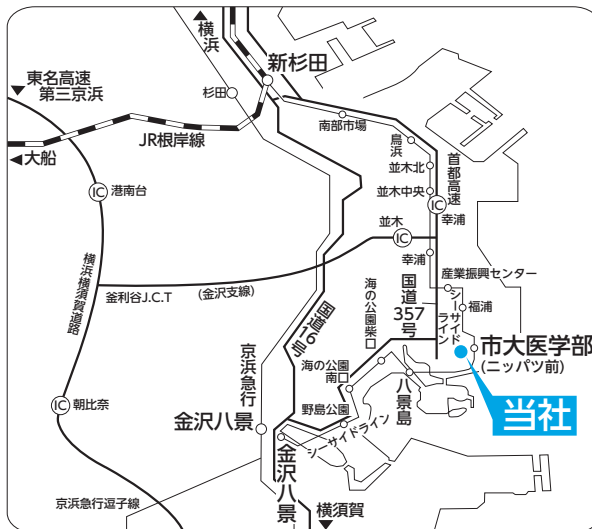 横浜
新杉田
東名高速
第三京浜
杉田
南部市場
JR根岸線
大船
鳥浜
並木北
首都高速
並木中央
IC
港南台
IC
幸浦
並木
IC
横浜横須賀道路
幸浦
産業振興センター
釜利谷J.C.T
(金沢支線)
海の公園柴口
国道357号
シーサイドライン
福浦
国道16号
市大医学部
(ニッパツ前)
京浜急行
海の公園
南口
八景島
当社
IC
朝比奈
野島公園
金沢八景
シーサイドライン
金沢八景
京浜急行逗子線
横須賀